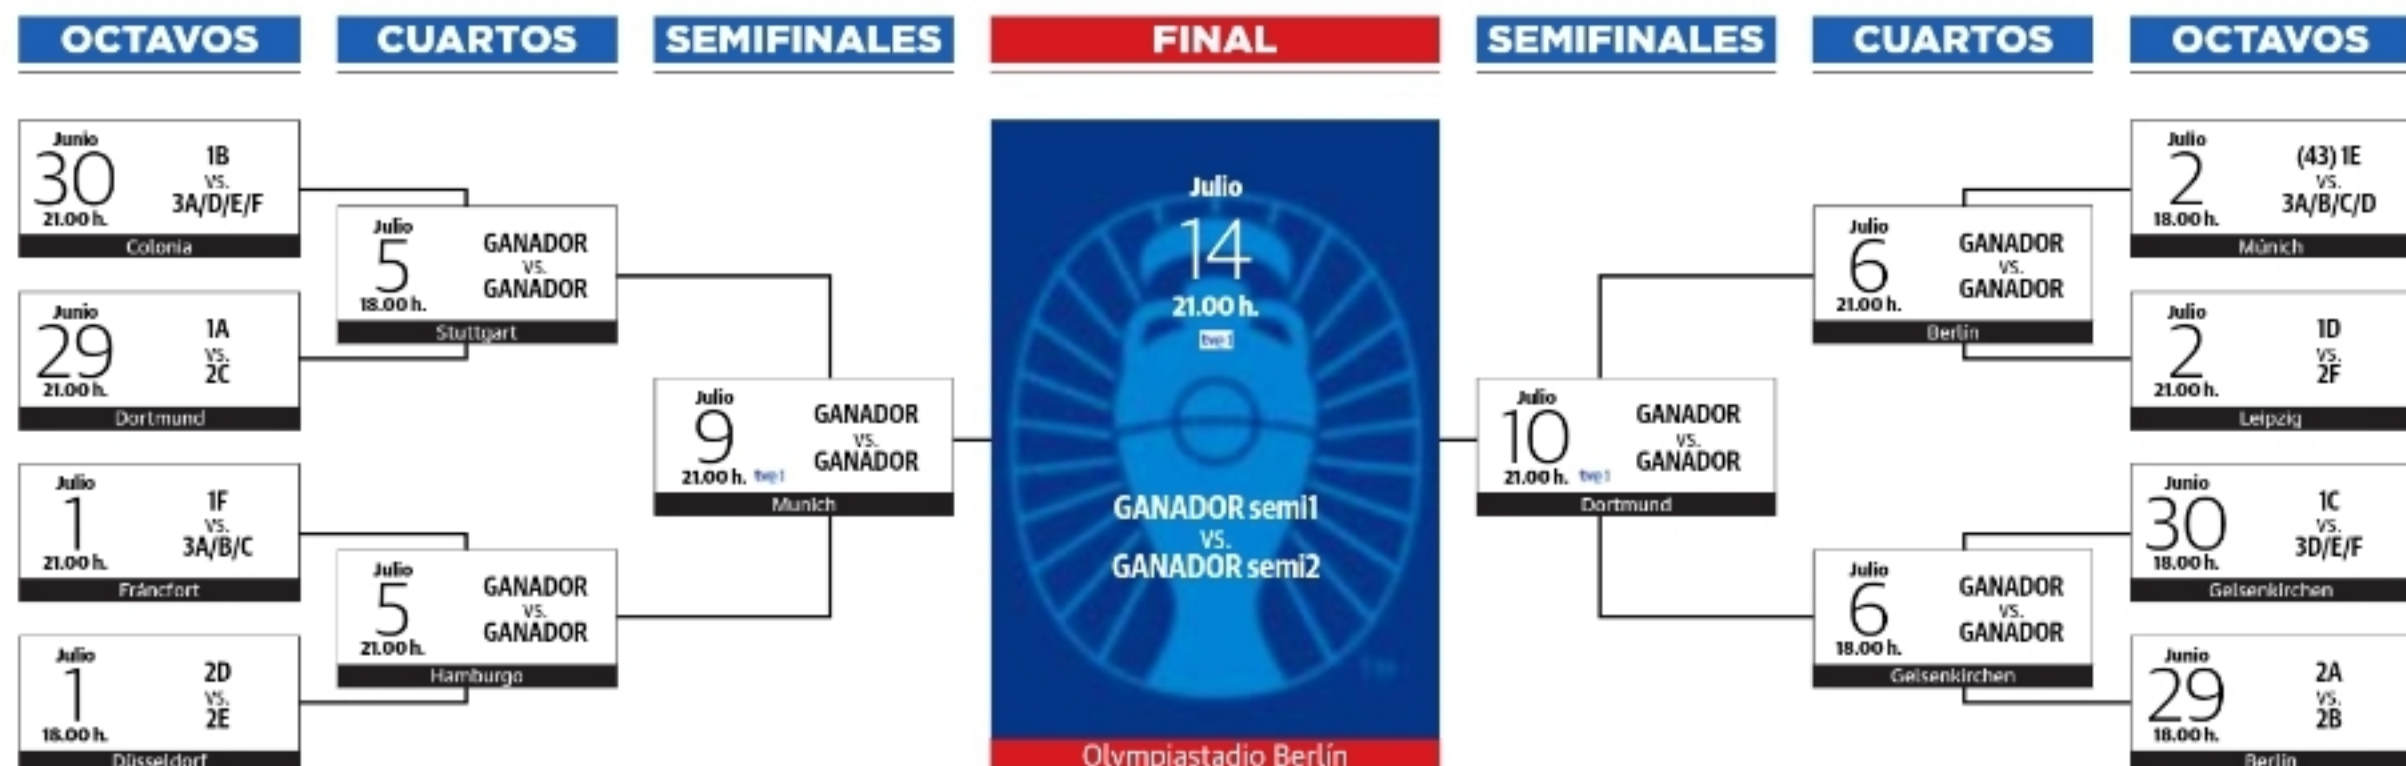 OCTAVOS
CUARTOS
SEMIFINALES
FINAL
SEMIFINALES
CUARTOS
OCTAVOS
Junio
30
21.00 h.
1B
vs.
3A/D/E/F
Colonia
Junio
29
21.00 h.
1A
vs.
2C
Dortmund
Julio
1
21.00 h.
1F
vs.
3A/B/C
Fráncfort
Julio
1
18.00 h.
2D
vs.
2E
Düsseldorf
Julio
5
18.00 h.
GANADOR
vs.
GANADOR
Stuttgart
Julio
5
21.00 h.
GANADOR
vs.
GANADOR
Hamburgo
Julio
9
21.00 h. tve1
GANADOR
vs.
GANADOR
Munich
Julio
14
21.00 h.
tve1
GANADOR semi1
vs.
GANADOR semi2
TM
Olympiastadio Berlín
Julio
10
21.00 h. tve1
GANADOR
vs.
GANADOR
Dortmund
Julio
6
21.00 h.
GANADOR
vs.
GANADOR
Berlín
Julio
6
18.00 h.
GANADOR
vs.
GANADOR
Gelsenkirchen
Julio
2
18.00 h.
(43) 1E
vs.
3A/B/C/D
Múnich
Julio
2
21.00 h.
1D
vs.
2F
Leipzig
Junio
30
18.00 h.
1C
vs.
3D/E/F
Gelsenkirchen
Junio
29
18.00 h.
2A
vs.
2B
Berlín